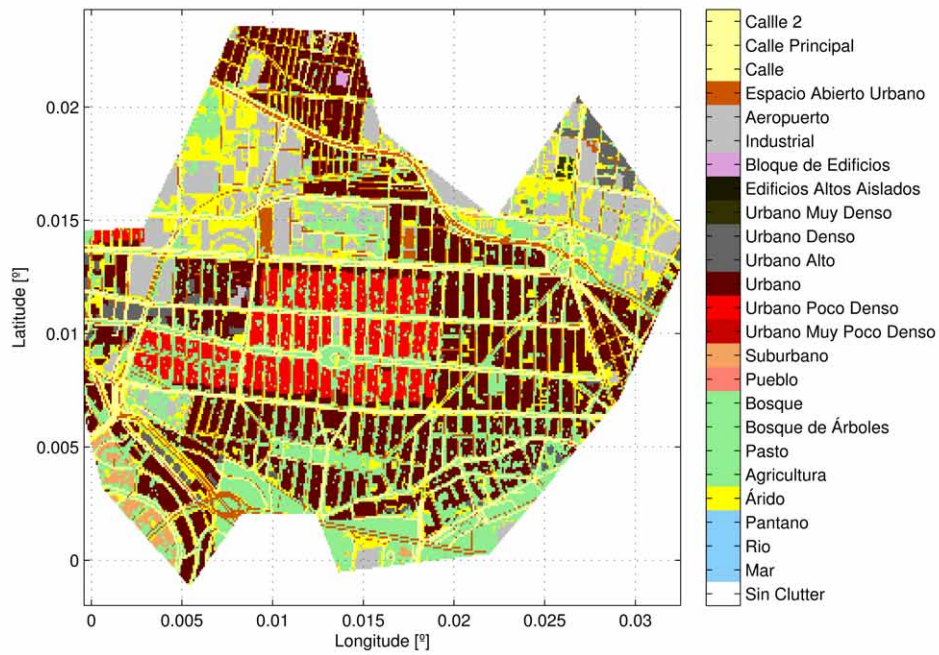 0.02
0.015
0.01
0.005
0
Latitude [º]
0
0.005
0.01
0.015
0.02
0.025
0.03
Longitude [º]
Callle 2
Calle Principal
Calle
Espacio Abierto Urbano
Aeropuerto
Industrial
Bloque de Edificios
Edificios Altos Aislados
Urbano Muy Denso
Urbano Denso
Urbano Alto
Urbano
Urbano Poco Denso
Urbano Muy Poco Denso
Suburbano
Pueblo
Bosque
Bosque de Árboles
Pasto
Agricultura
Árido
Pantano
Rio
Mar
Sin Clutter